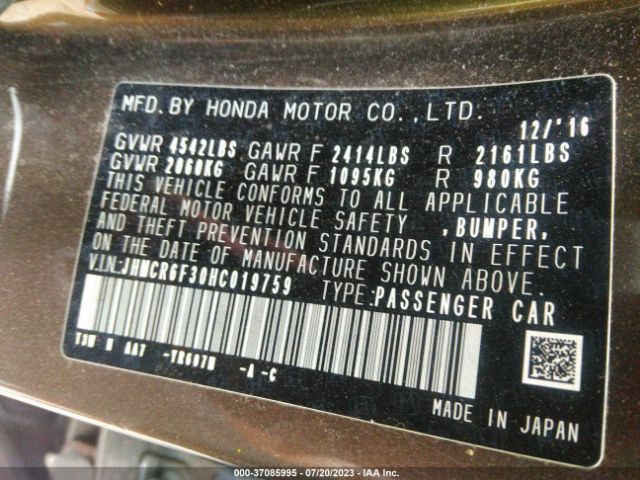 MFD. BY HONDA MOTOR CO., LTD.
12/'16
GVWR 4542LBS GAWR F 2414LBS R 2161LBS
GVWR 2060KG GAWR F 1095KG R 980KG
THIS VEHICLE CONFORMS TO ALL APPLICABLE
FEDERAL MOTOR VEHICLE SAFETY , BUMPER,
AND THEFT PREVENTION STANDARDS IN EFFECT
ON THE DATE OF MANUFACTURE SHOWN ABOVE.
V.I.N: JHMCR6F30HC019759 TYPE: PASSENGER CAR
-YR607M -A -C
MADE IN JAPAN
000-37085995 - 07/20/2023 - IAA Inc.